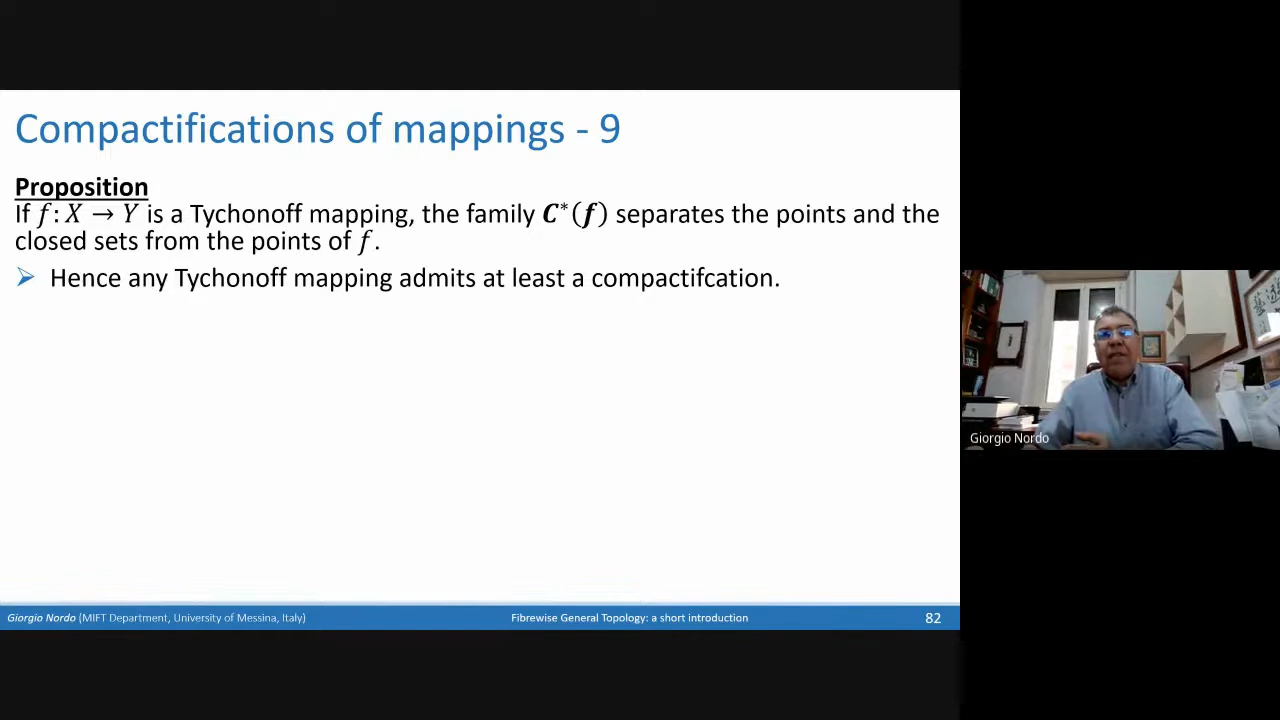 Compactifications of mappings - 9
Proposition
If 𝑓: 𝑋 → 𝑌 is a Tychonoff mapping, the family 𝑪*(𝒇) separates the points and the
closed sets from the points of 𝑓.
➢ Hence any Tychonoff mapping admits at least a compactifcation.
Giorgio Nordo
Giorgio Nordo (MIFT Department, University of Messina, Italy)
Fibrewise General Topology: a short introduction
82